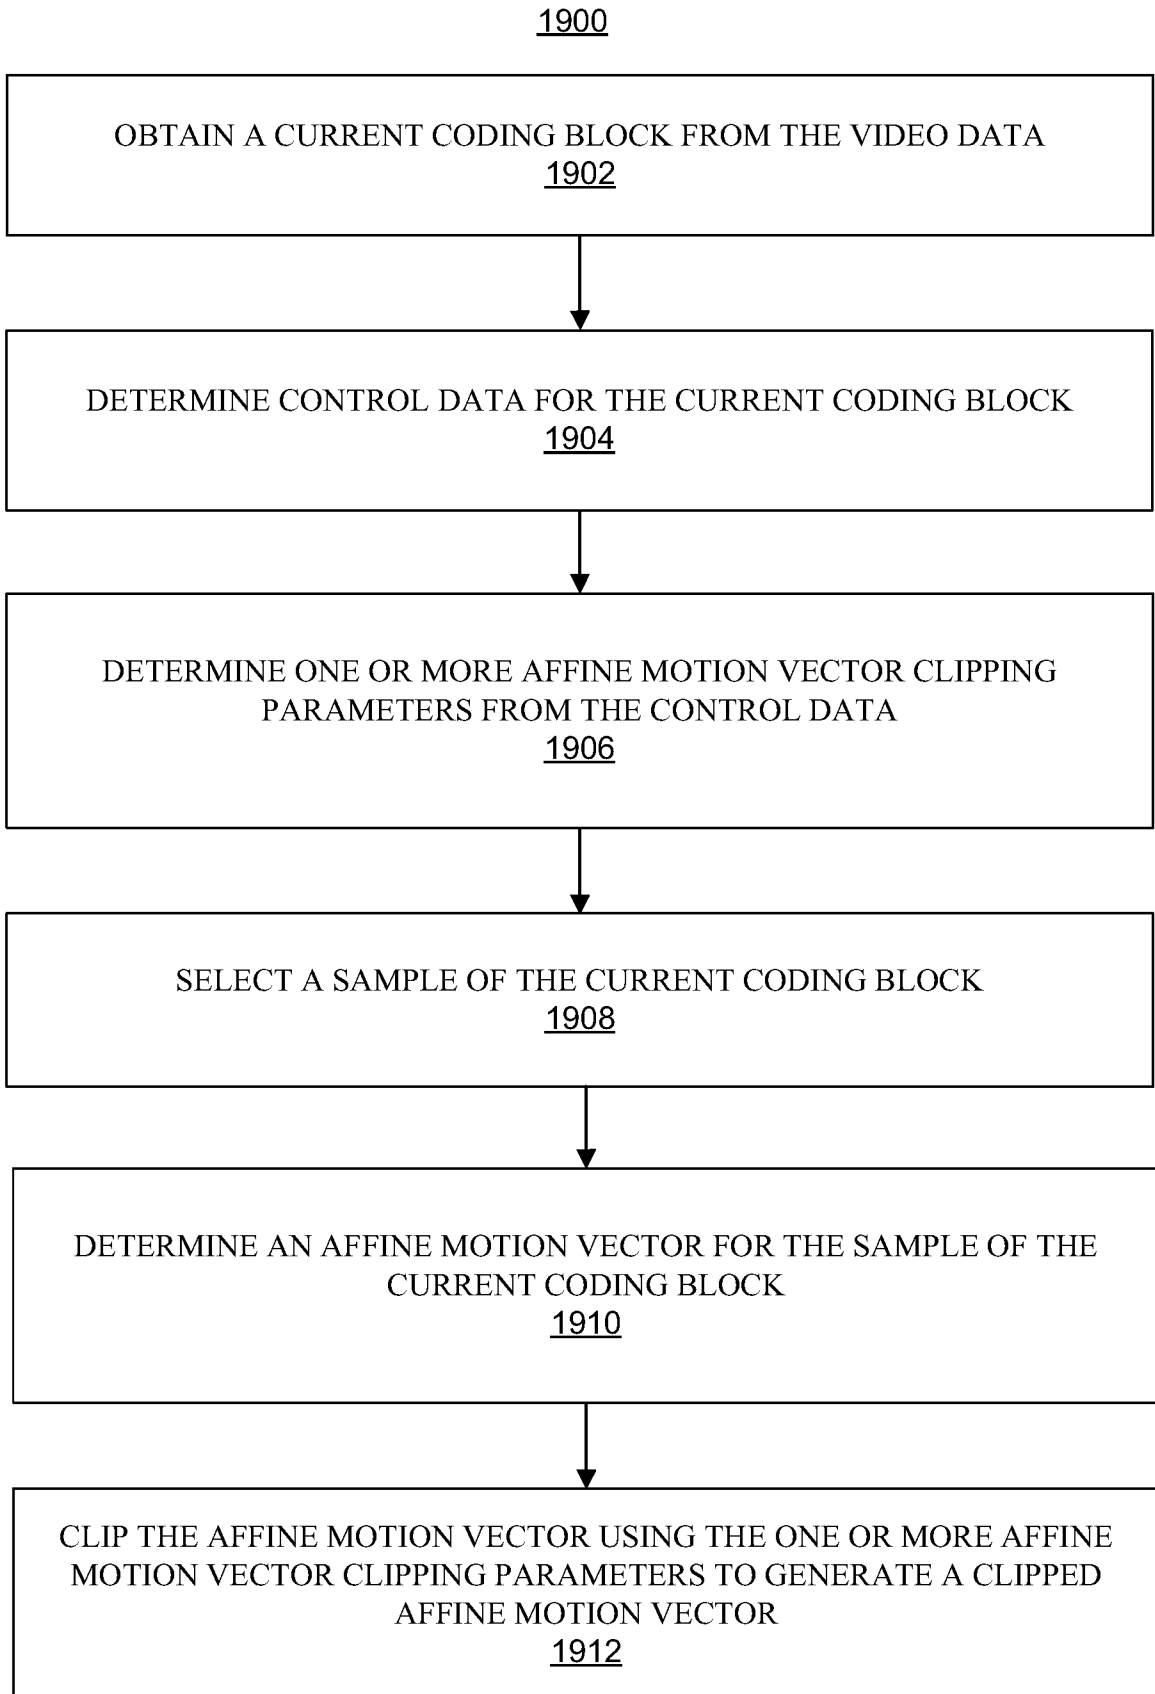 1900
OBTAIN A CURRENT CODING BLOCK FROM THE VIDEO DATA
1902
DETERMINE CONTROL DATA FOR THE CURRENT CODING BLOCK
1904
DETERMINE ONE OR MORE AFFINE MOTION VECTOR CLIPPING
PARAMETERS FROM THE CONTROL DATA
1906
SELECT A SAMPLE OF THE CURRENT CODING BLOCK
1908
DETERMINE AN AFFINE MOTION VECTOR FOR THE SAMPLE OF THE
CURRENT CODING BLOCK
1910
CLIP THE AFFINE MOTION VECTOR USING THE ONE OR MORE AFFINE
MOTION VECTOR CLIPPING PARAMETERS TO GENERATE A CLIPPED
AFFINE MOTION VECTOR
1912